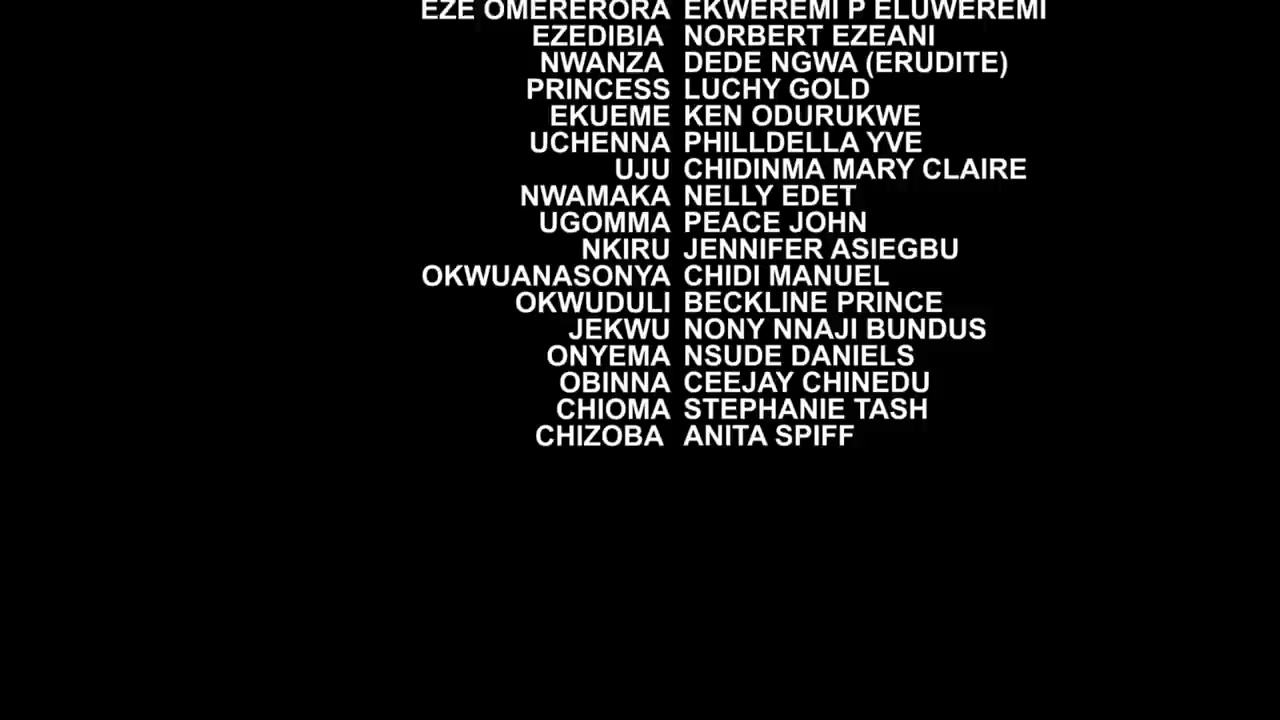 EZE OMERERORA EKWEREMI P ELUWEREMI
EZEDIBIA NORBERT EZEANI
NWANZA DEDE NGWA (ERUDITE)
PRINCESS LUCHY GOLD
EKUEME KEN ODURUKWE
UCHENNA PHILLDELLA YVE
UJU CHIDINMA MARY CLAIRE
NWAMAKA NELLY EDET
UGOMMA PEACE JOHN
NKIRU JENNIFER ASIEGBU
OKWUANASONYA CHIDI MANUEL
OKWUDULI BECKLINE PRINCE
JEKWU NONY NNAJI BUNDUS
ONYEMA NSUDE DANIELS
OBINNA CEEJAY CHINEDU
CHIOMA STEPHANIE TASH
CHIZOBA ANITA SPIFF